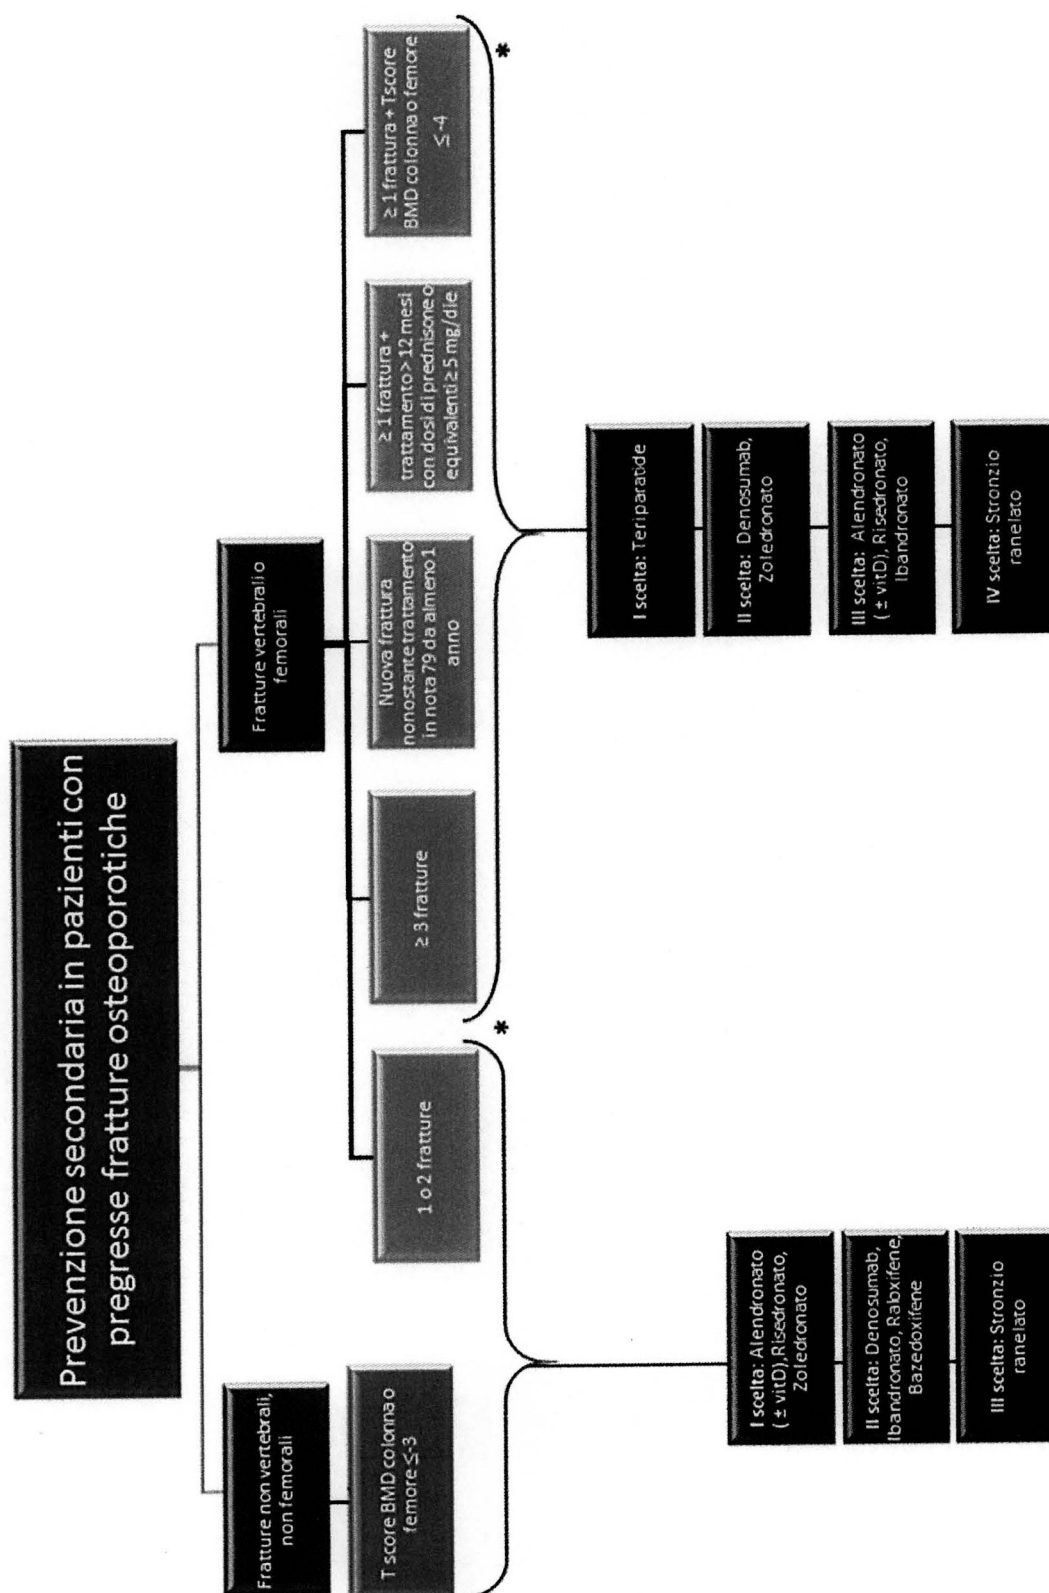 Prevenzione secondaria in pazienti con
pregresse fratture osteoporotiche
Fratture non vertebrali,
non femorali
Fratture vertebrali o
femorali
T score BMD colonna o
femore ≤-3
1 o 2 fratture
≥ 3 fratture
Nuova frattura
nonostante trattamento
in nota 79 da almeno 1
anno
≥ 1 frattura +
trattamento > 12 mesi
con dosi di prednisone o
equivalenti ≥ 5 mg/die
≥ 1 frattura + Tscore
BMD colonna o femore
≤ -4
*
*
I scelta: Alendronato
( ± vitD),Risedronato,
Zoledronato
II scelta: Denosumab,
Ibandronato, Raloxifene,
Bazedoxifene
III scelta: Stronzio
ranelato
I scelta: Teriparatide
II scelta: Denosumab,
Zoledronato
III scelta: Alendronato
( ± vitD), Risedronato,
Ibandronato
IV scelta: Stronzio
ranelato